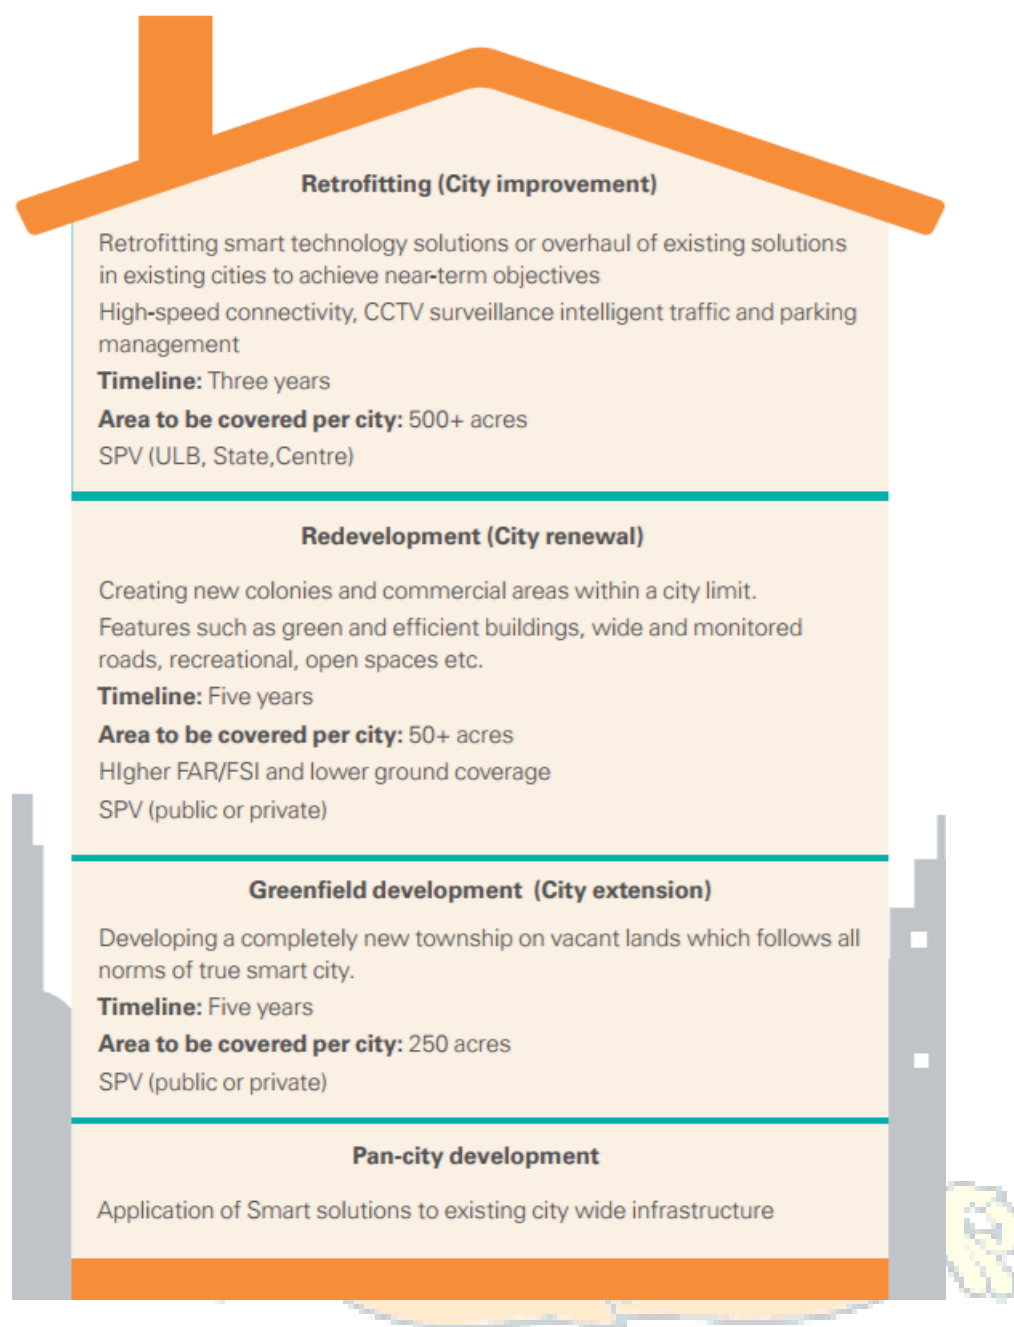 Retrofitting (City improvement)
Retrofitting smart technology solutions or overhaul of existing solutions
in existing cities to achieve near-term objectives
High-speed connectivity, CCTV surveillance intelligent traffic and parking
management
Timeline: Three years
Area to be covered per city: 500+ acres
SPV (ULB, State,Centre)
Redevelopment (City renewal)
Creating new colonies and commercial areas within a city limit.
Features such as green and efficient buildings, wide and monitored
roads, recreational, open spaces etc.
Timeline: Five years
Area to be covered per city: 50+ acres
HIgher FAR/FSI and lower ground coverage
SPV (public or private)
Greenfield development (City extension)
Developing a completely new township on vacant lands which follows all
norms of true smart city.
Timeline: Five years
Area to be covered per city: 250 acres
SPV (public or private)
Pan-city development
Application of Smart solutions to existing city wide infrastructure